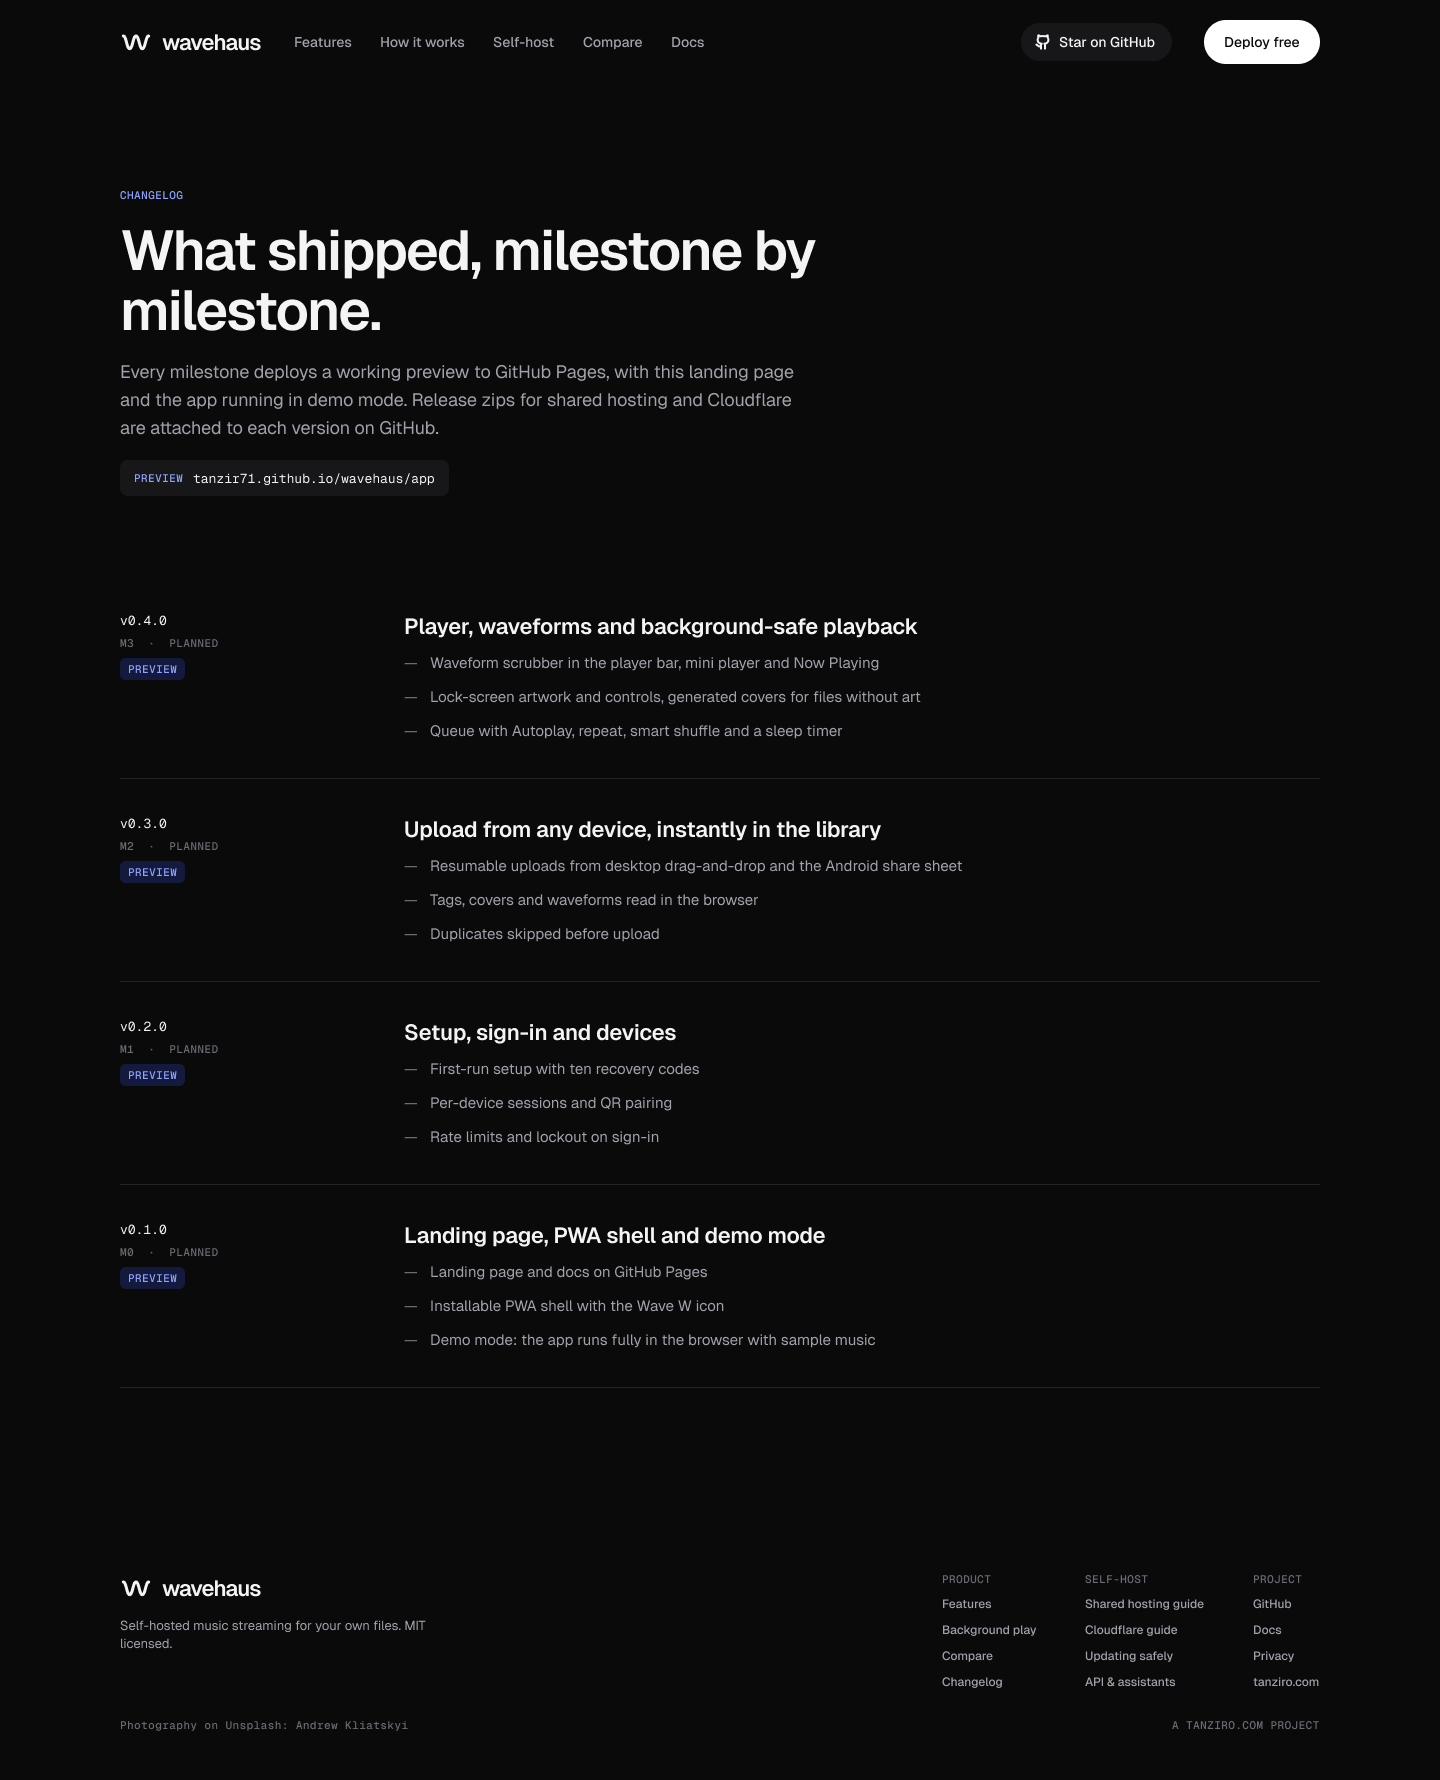 wavehaus Features How it works Self-host Compare Docs Star on GitHub Deploy free
CHANGELOG
What shipped, milestone by
milestone.
Every milestone deploys a working preview to GitHub Pages, with this landing page
and the app running in demo mode. Release zips for shared hosting and Cloudflare
are attached to each version on GitHub.
PREVIEW tanzir71.github.io/wavehaus/app
v0.4.0
M3 · PLANNED
PREVIEW
Player, waveforms and background-safe playback
— Waveform scrubber in the player bar, mini player and Now Playing
— Lock-screen artwork and controls, generated covers for files without art
— Queue with Autoplay, repeat, smart shuffle and a sleep timer
v0.3.0
M2 · PLANNED
PREVIEW
Upload from any device, instantly in the library
— Resumable uploads from desktop drag-and-drop and the Android share sheet
— Tags, covers and waveforms read in the browser
— Duplicates skipped before upload
v0.2.0
M1 · PLANNED
PREVIEW
Setup, sign-in and devices
— First-run setup with ten recovery codes
— Per-device sessions and QR pairing
— Rate limits and lockout on sign-in
v0.1.0
M0 · PLANNED
PREVIEW
Landing page, PWA shell and demo mode
— Landing page and docs on GitHub Pages
— Installable PWA shell with the Wave W icon
— Demo mode: the app runs fully in the browser with sample music
wavehaus
Self-hosted music streaming for your own files. MIT
licensed.
PRODUCT
Features
Background play
Compare
Changelog
SELF-HOST
Shared hosting guide
Cloudflare guide
Updating safely
API & assistants
PROJECT
GitHub
Docs
Privacy
tanziro.com
Photography on Unsplash: Andrew Kliatskyi
A TANZIRO.COM PROJECT